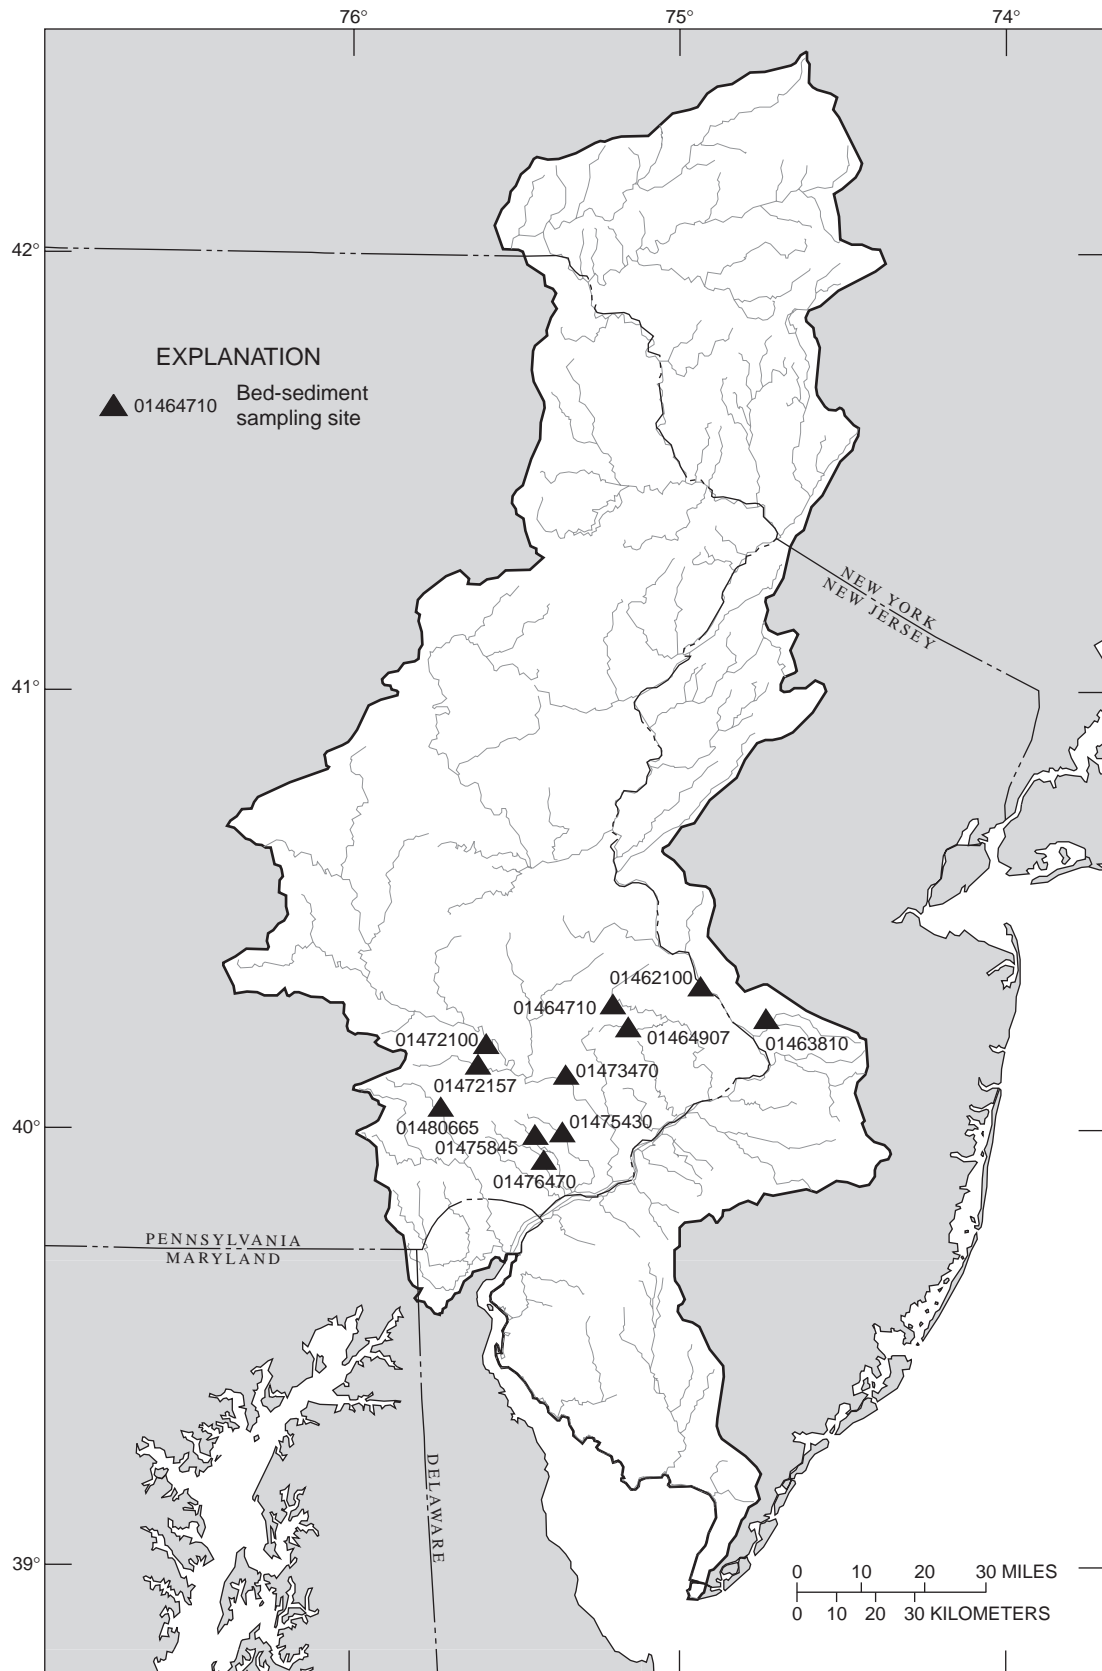 76°
75°
74°
42°
EXPLANATION
01464710
Bed-sediment
sampling site
NEW YORK
NEW JERSEY
41°
01462100
01464710
01464907
01463810
01472100
01472157
01473470
01480665
01475430
01475845
01476470
40°
PENNSYLVANIA
MARYLAND
DELAWARE
39°
0 10 20 30 MILES
0 10 20 30 KILOMETERS